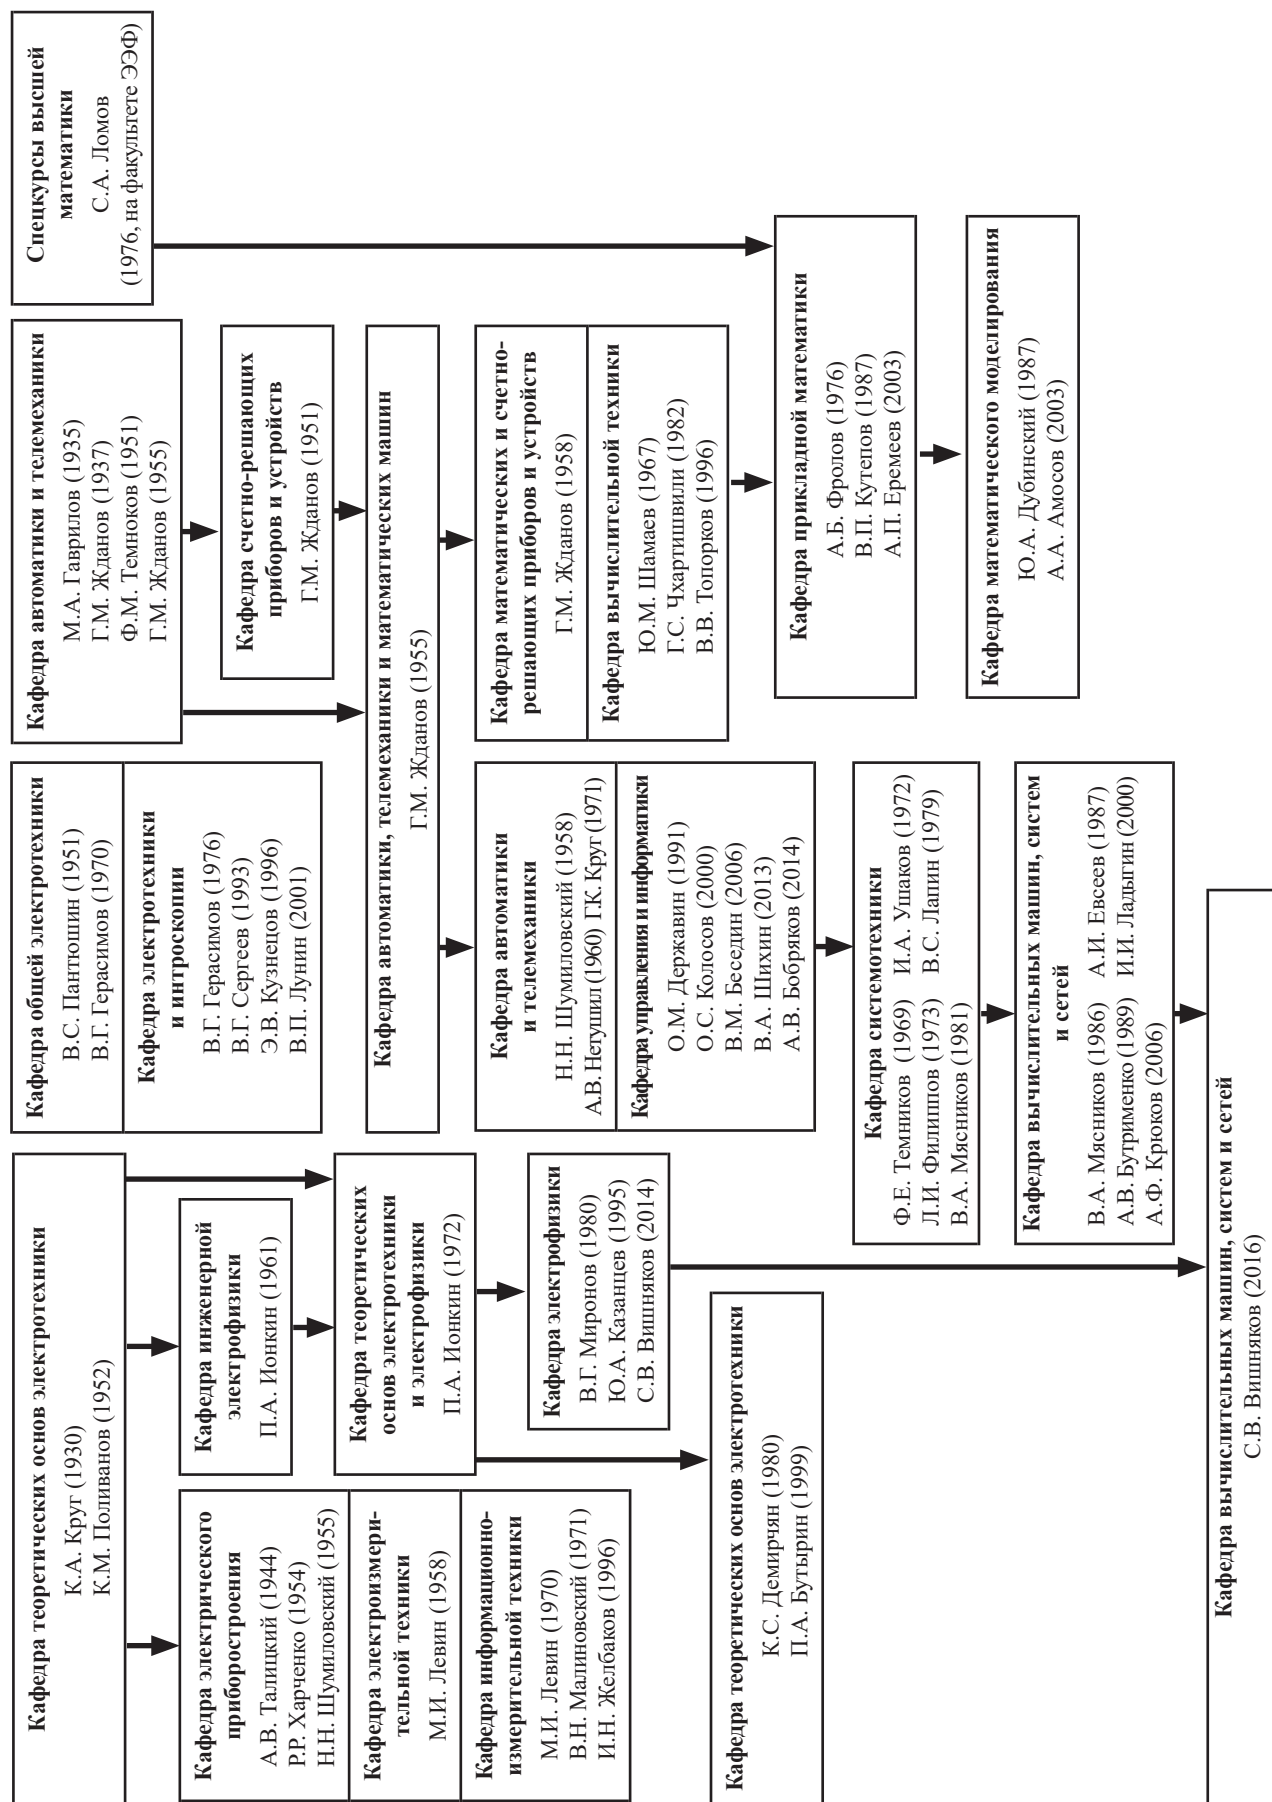 Кафедра теоретических основ электротехники
К.А. Круг (1930)
К.М. Поливанов (1952)
Кафедра общей электротехники
В.С. Пантюшин (1951)
В.Г. Герасимов (1970)
Кафедра электротехники
и интроскопии
В.Г. Герасимов (1976)
В.Г. Сергеев (1993)
Э.В. Кузнецов (1996)
В.П. Лунин (2001)
Кафедра автоматики и телемеханики
М.А. Гаврилов (1935)
Г.М. Жданов (1937)
Ф.М. Темноков (1951)
Г.М. Жданов (1955)
Спецкурсы высшей
математики
С.А. Ломов
(1976, на факультете ЭЭФ)
Кафедра электрического
приборостроения
А.В. Талицкий (1944)
Р.Р. Харченко (1954)
Н.Н. Шумиловский (1955)
Кафедра электроизмери-
тельной техники
М.И. Левин (1958)
Кафедра информационно-
измерительной техники
М.И. Левин (1970)
В.Н. Малиновский (1971)
И.Н. Желбаков (1996)
Кафедра инженерной
электрофизики
П.А. Ионкин (1961)
Кафедра счетно-решающих
приборов и устройств
Г.М. Жданов (1951)
Кафедра теоретических
основ электротехники
и электрофизики
П.А. Ионкин (1972)
Кафедра автоматики, телемеханики и математических машин
Г.М. Жданов (1955)
Кафедра электрофизики
В.Г. Миронов (1980)
Ю.А. Казанцев (1995)
С.В. Вишняков (2014)
Кафедра автоматики
и телемеханики
Н.Н. Шумиловский (1958)
А.В. Нетушил (1960) Г.К. Круг (1971)
Кафедра управления и информатики
О.М. Державин (1991)
О.С. Колосов (2000)
В.М. Беседин (2006)
В.А. Шихин (2013)
А.В. Бобряков (2014)
Кафедра математических и счетно-
решающих приборов и устройств
Г.М. Жданов (1958)
Кафедра вычислительной техники
Ю.М. Шамаев (1967)
Г.С. Чхартишвили (1982)
В.В. Топорков (1996)
Кафедра теоретических основ электротехники
К.С. Демирчян (1980)
П.А. Бутырин (1999)
Кафедра прикладной математики
А.Б. Фролов (1976)
В.П. Кутепов (1987)
А.П. Еремеев (2003)
Кафедра системотехники
Ф.Е. Темников (1969) И.А. Ушаков (1972)
Л.И. Филиппов (1973) В.С. Лапин (1979)
В.А. Мясников (1981)
Кафедра математического моделирования
Ю.А. Дубинский (1987)
А.А. Амосов (2003)
Кафедра вычислительных машин, систем
и сетей
В.А. Мясников (1986) А.И. Евсеев (1987)
А.В. Бутрименко (1989) И.И. Ладыгин (2000)
А.Ф. Крюков (2006)
Кафедра вычислительных машин, систем и сетей
С.В. Вишняков (2016)